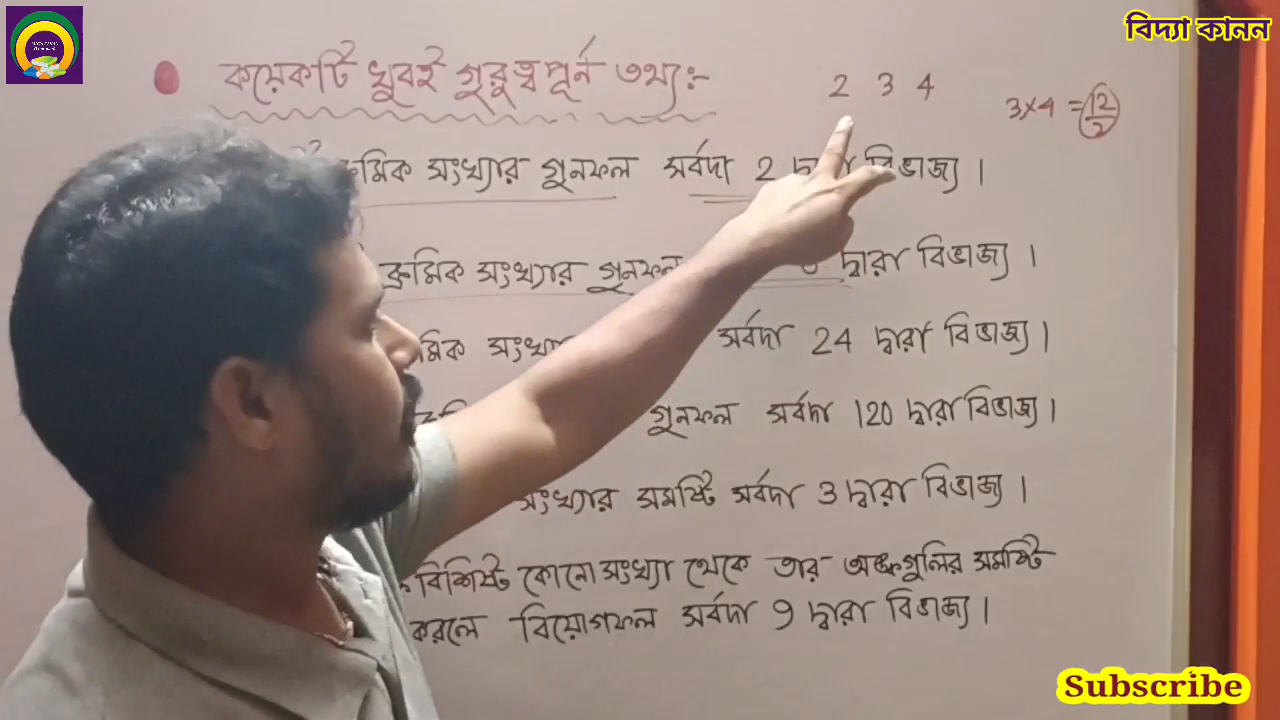 বিদ্যা কানন
কয়েকটি খুবই গুরুত্বপূর্ন তথ্যঃ-
2 3 4
3×4 = 12/2
ক্রমিক সংখ্যার গুনফল সর্বদা 2 দ্বারা বিভাজ্য ।
ক্রমিক সংখ্যার গুনফল দ্বারা বিভাজ্য ।
সর্বদা 24 দ্বারা বিভাজ্য ।
গুনফল সর্বদা 120 দ্বারা বিভাজ্য ।
সংখ্যার সমষ্টি সর্বদা 3 দ্বারা বিভাজ্য ।
বিশিষ্ট কোনো সংখ্যা থেকে তার অঙ্কগুলির সমষ্টি
করলে বিয়োগফল সর্বদা 9 দ্বারা বিভাজ্য ।
Subscribe